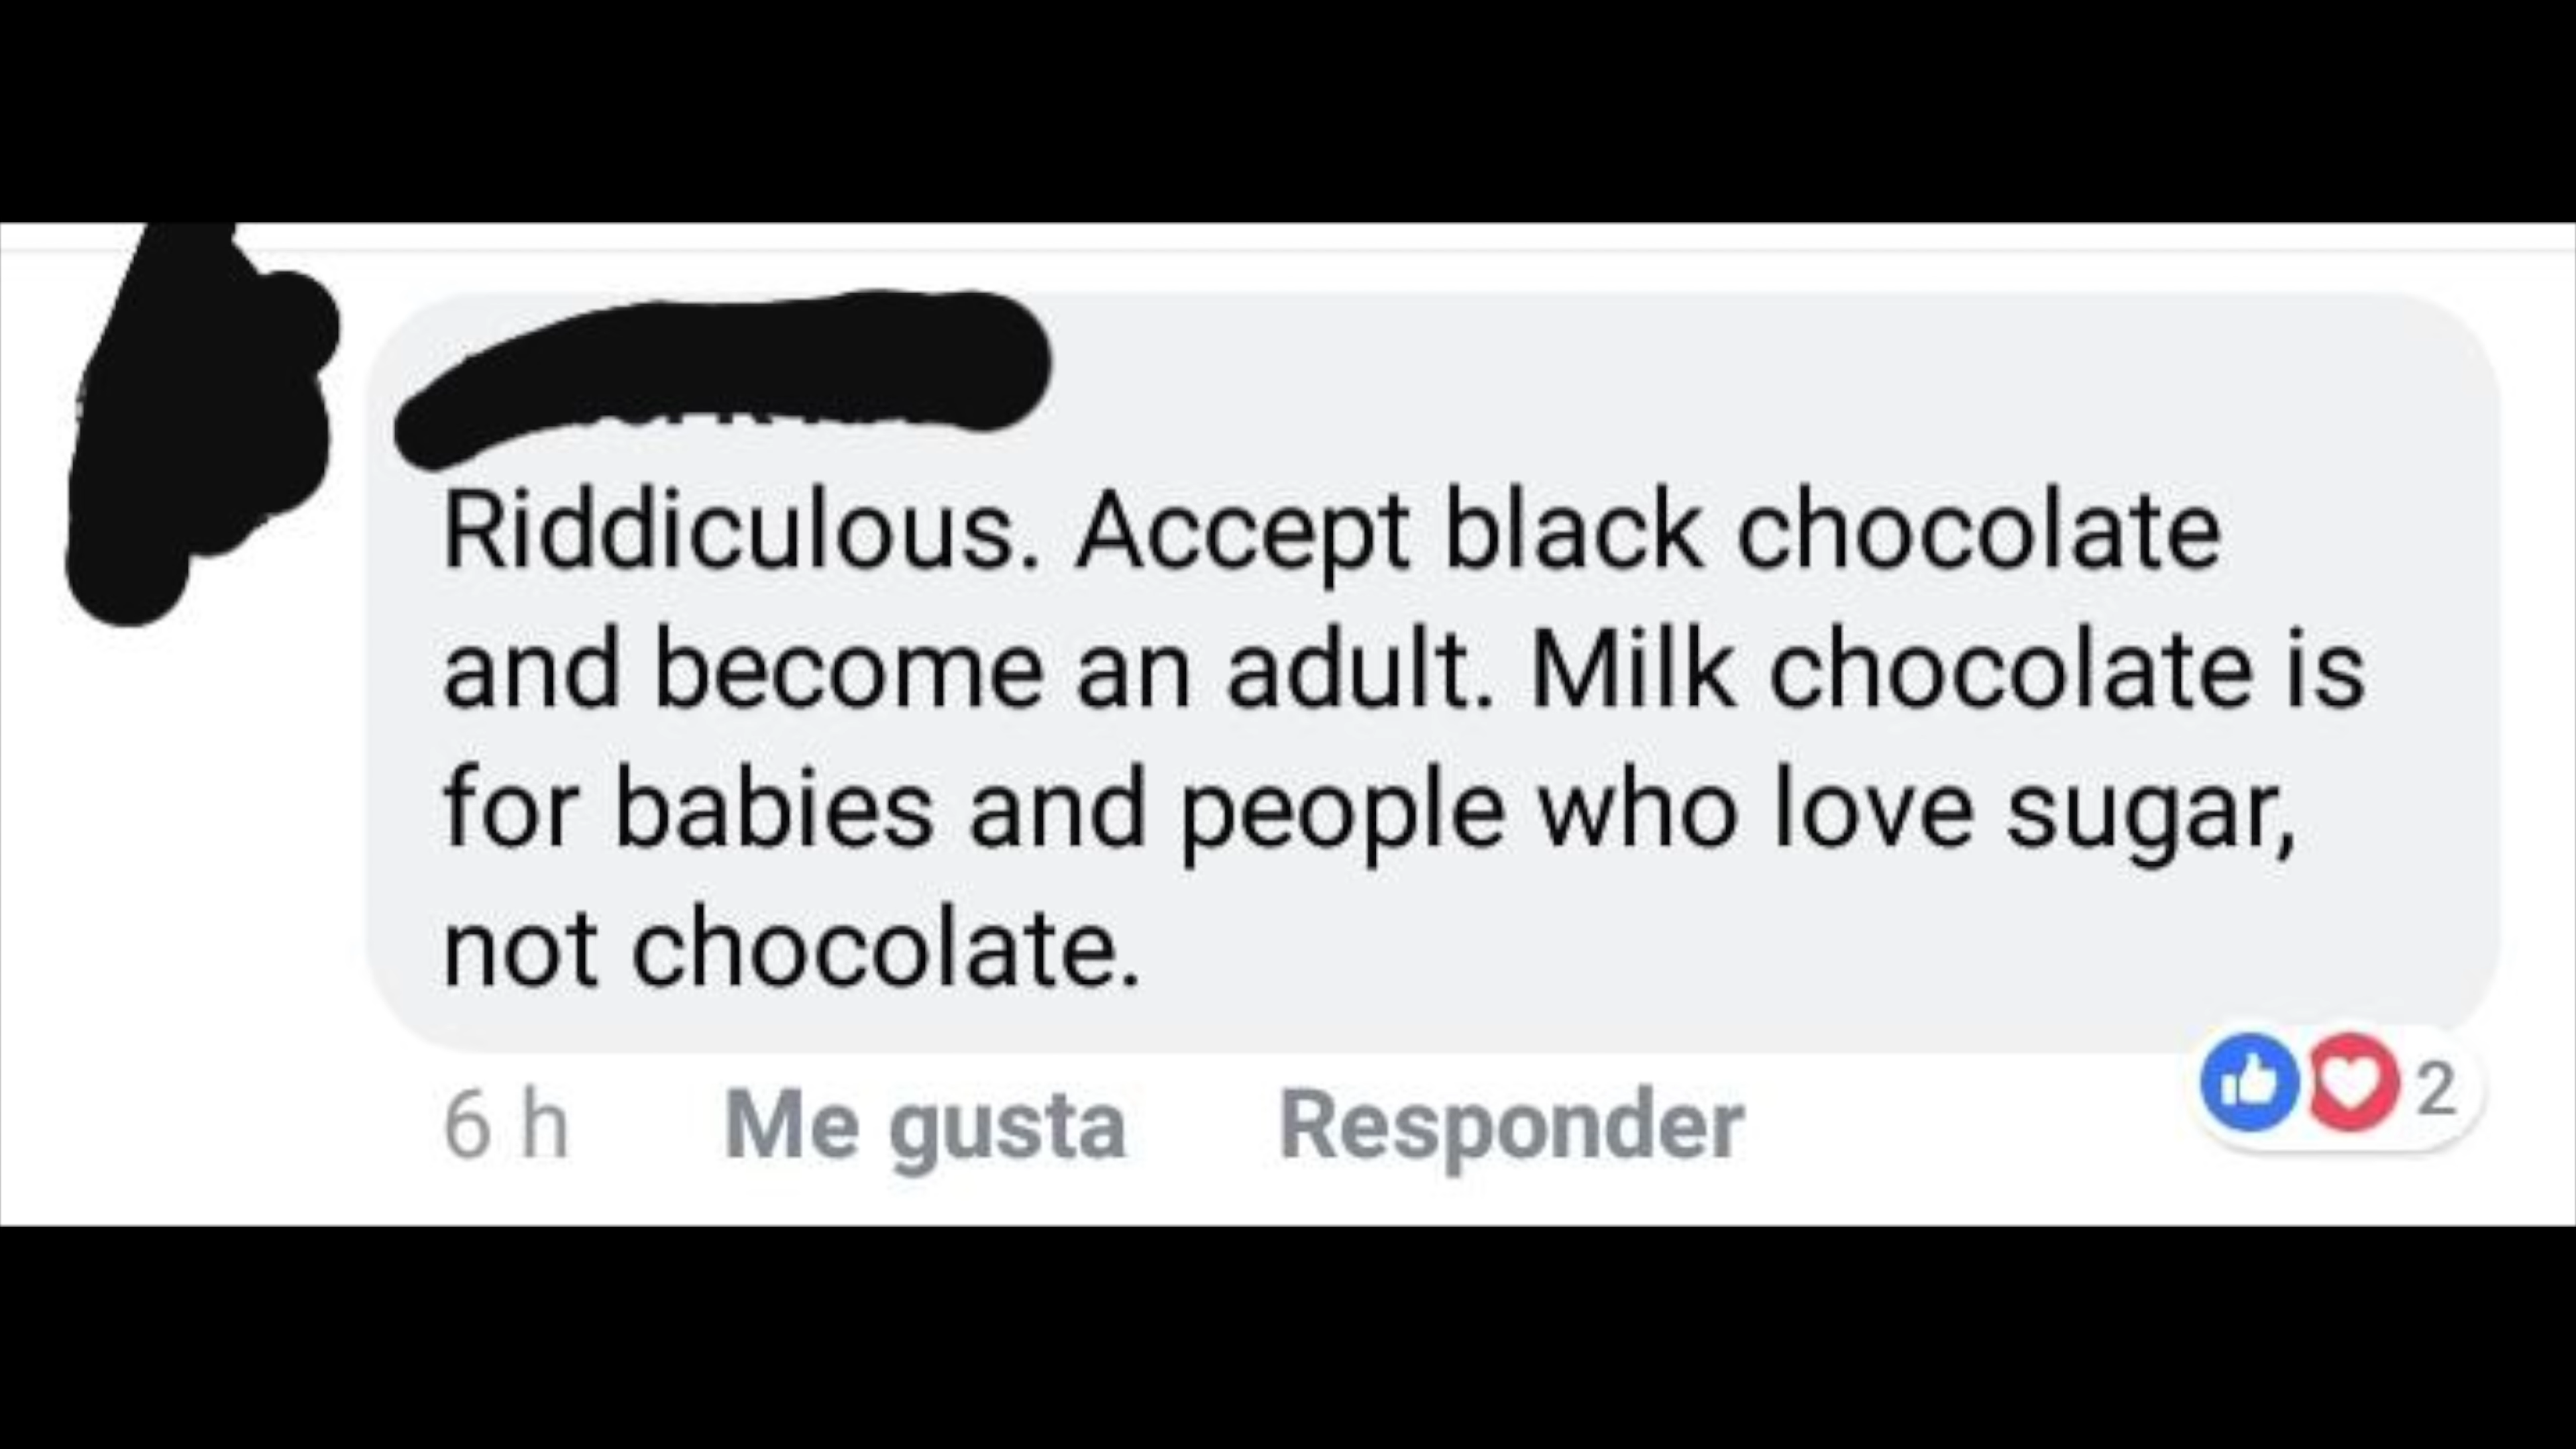 Riddiculous. Accept black chocolate
and become an adult. Milk chocolate is
for babies and people who love sugar,
not chocolate.
6 h Me gusta Responder 2